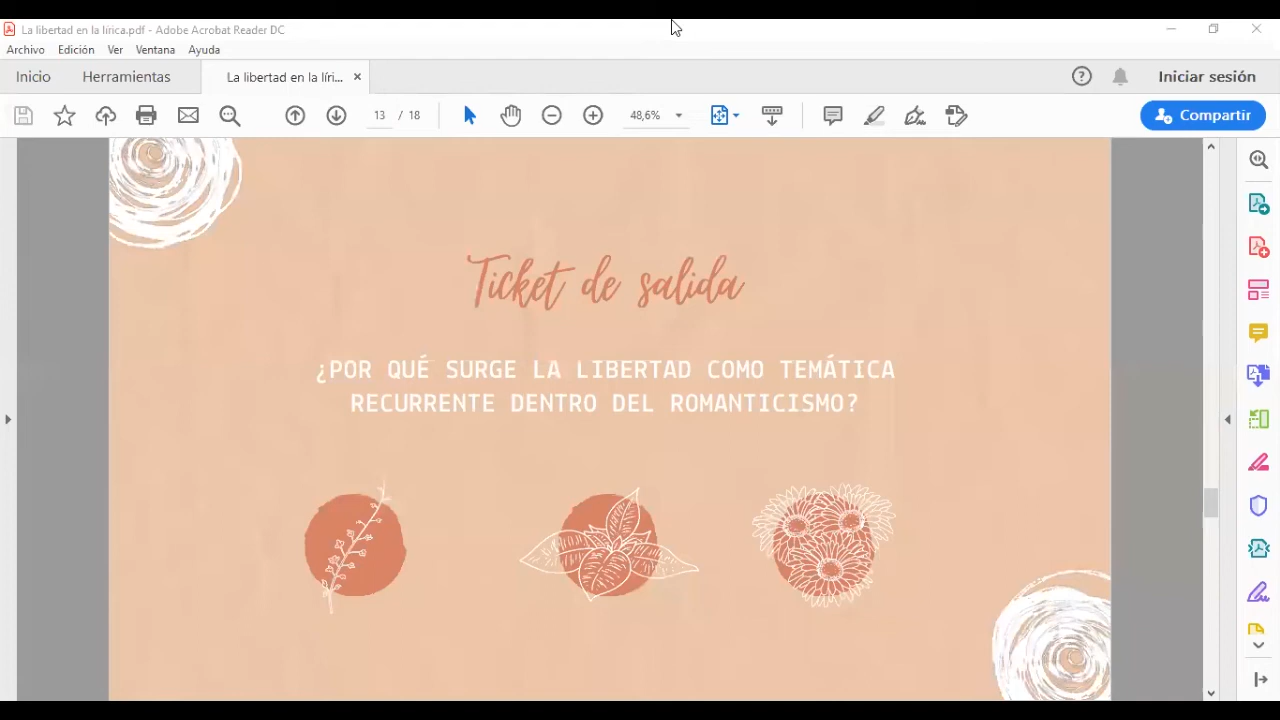 La libertad en la lírica.pdf - Adobe Acrobat Reader DC
Archivo Edición Ver Ventana Ayuda
Inicio Herramientas La libertad en la líri... Iniciar sesión
13 / 18 48,6% Compartir
Ticket de salida
¿POR QUÉ SURGE LA LIBERTAD COMO TEMÁTICA
RECURRENTE DENTRO DEL ROMANTICISMO?